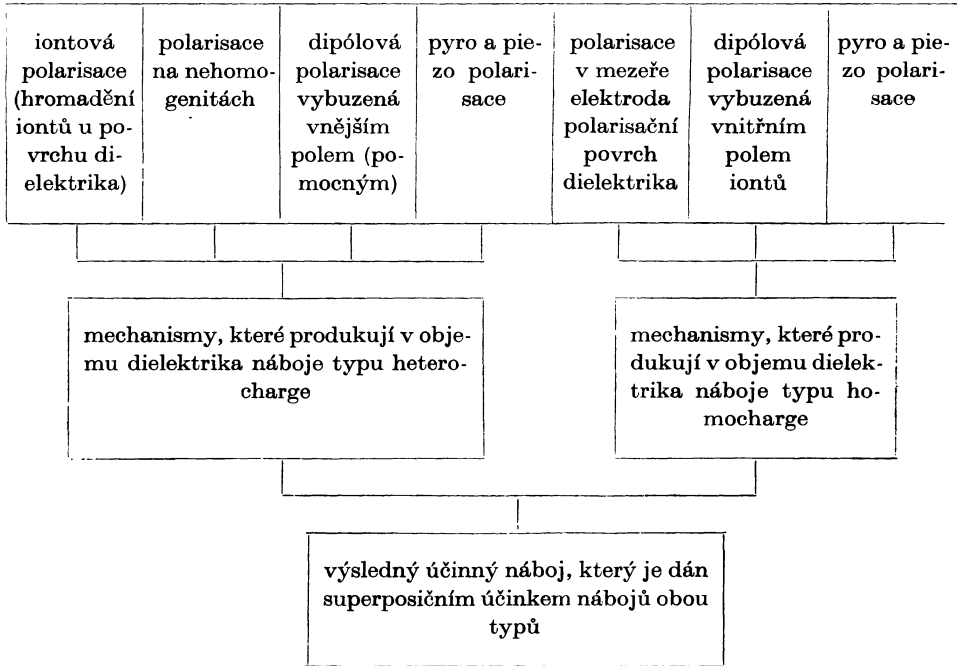 iontová
polarisace
(hromadění
iontů u po-
vrchu di-
elektrika)
polarisace
na nehomo-
genitách
dipólová
polarisace
vybuzená
vnějším
polem (po-
mocným)
pyro a pie-
zo polari-
sace
polarisace
v mezeře
elektroda
polarisační
povrch
dielektrika
dipólová
polarisace
vybuzená
vnitřním
polem
iontů
pyro a pie-
zo polari-
sace
mechanismy, které produkují v obje-
mu dielektrika náboje typu hetero-
charge
mechanismy, které pro-
dukují v objemu dielek-
trika náboje typu ho-
mocharge
výsledný účinný náboj, který je dán
superposičním účinkem nábojů obou
typů